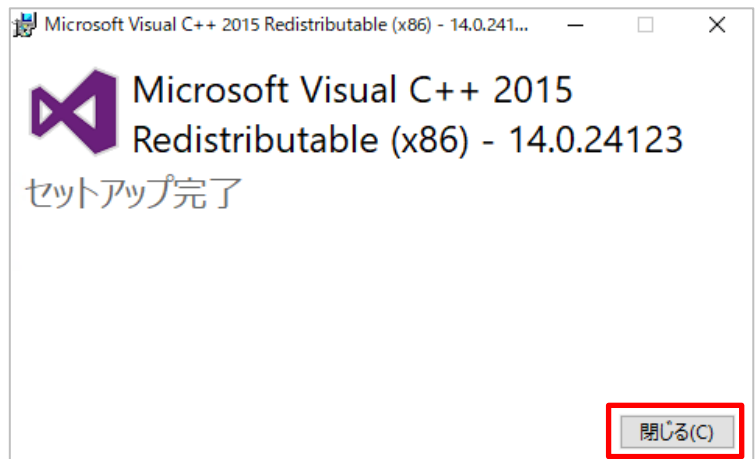 Microsoft Visual C++ 2015 Redistributable (x86) - 14.0.241...
Microsoft Visual C++ 2015
Redistributable (x86) - 14.0.24123
セットアップ完了
閉じる(C)